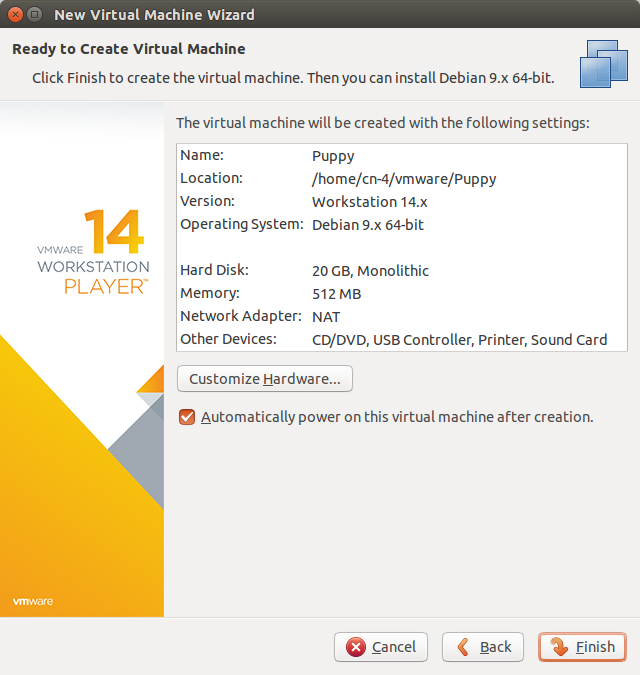 New Virtual Machine Wizard
Ready to Create Virtual Machine
Click Finish to create the virtual machine. Then you can install Debian 9.x 64-bit.
The virtual machine will be created with the following settings:
Name: Puppy
Location: /home/cn-4/vmware/Puppy
Version: Workstation 14.x
Operating System: Debian 9.x 64-bit
Hard Disk: 20 GB, Monolithic
Memory: 512 MB
Network Adapter: NAT
Other Devices: CD/DVD, USB Controller, Printer, Sound Card
VMWARE 14
WORKSTATION
PLAYER™
Customize Hardware...
Automatically power on this virtual machine after creation.
vmware
Cancel Back Finish